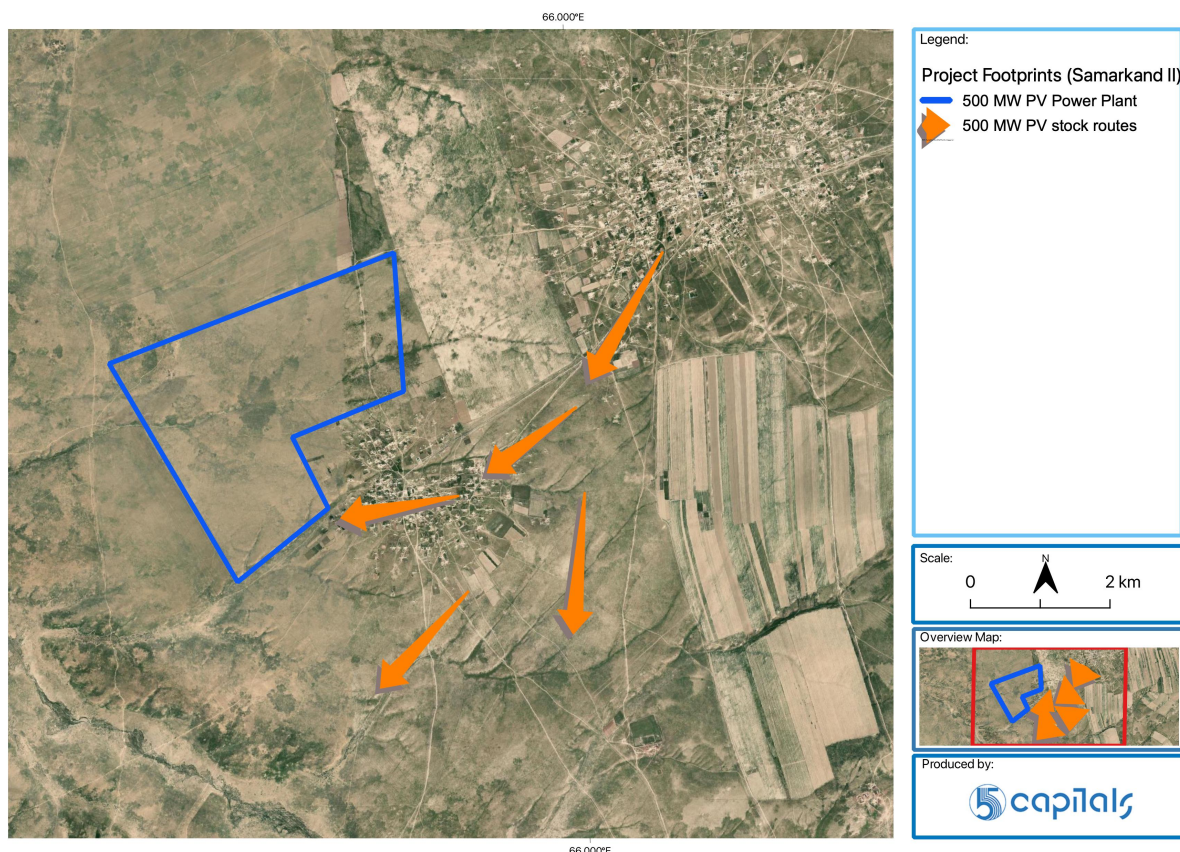 66.000°E
Legend:
Project Footprints (Samarkand II)
500 MW PV Power Plant
500 MW PV stock routes
Scale:
N
0 2 km
Overview Map:
Produced by:
5 capitals
66.000°E